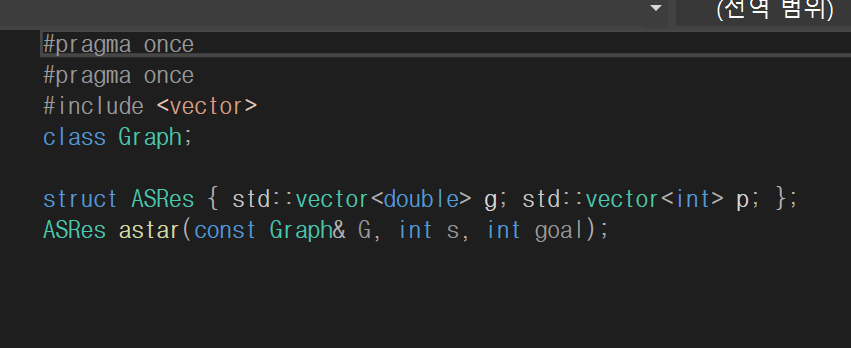 (전역 범위)
#pragma once
#pragma once
#include <vector>
class Graph;
struct ASRes { std::vector<double> g; std::vector<int> p; };
ASRes astar(const Graph& G, int s, int goal);